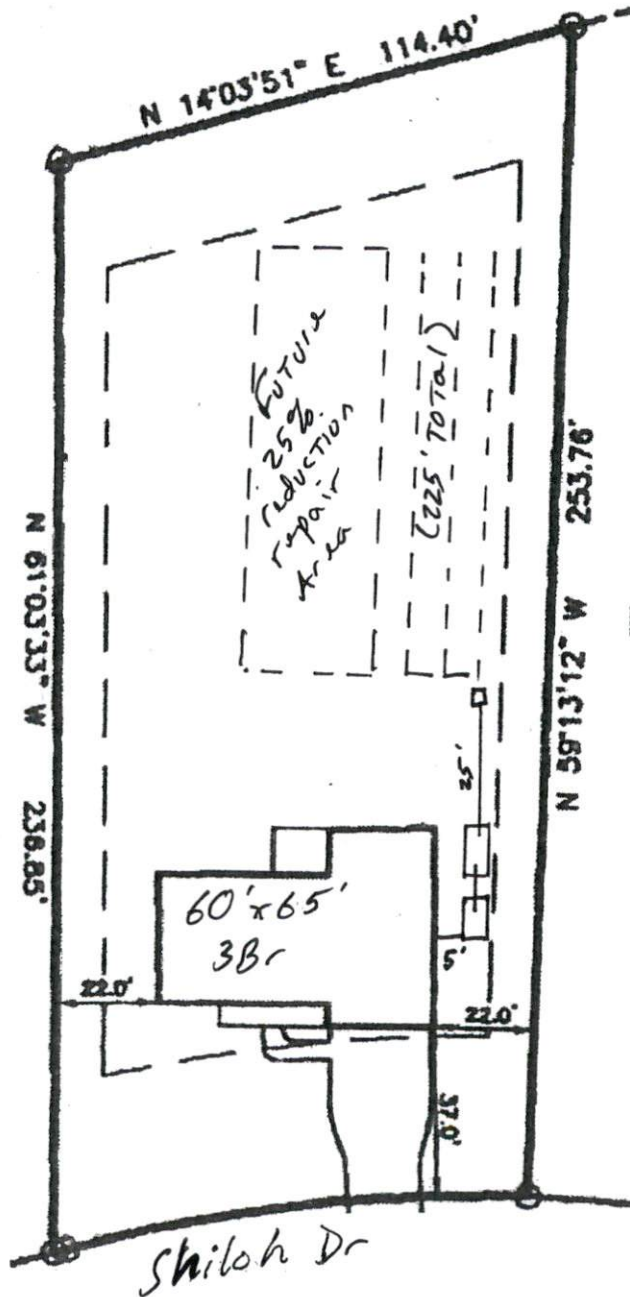 N 14°03'51" E 114.40'
Future
25%
reduction
repair
Area
(225' TOTAL)
253.76'
N 59°13'12" W
N 61°03'33" W
238.85'
25'
60' x 65'
3Br
5'
22.0'
22.0'
37.0'
Shiloh Dr